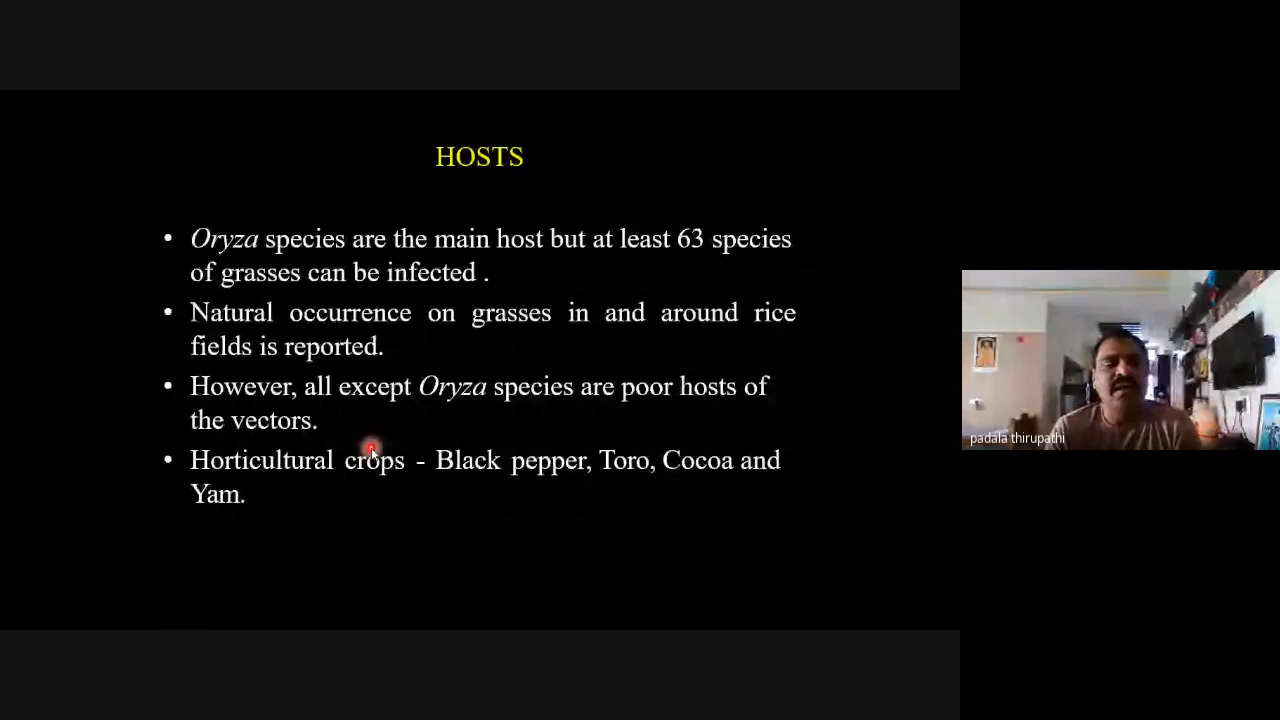 HOSTS
• Oryza species are the main host but at least 63 species
of grasses can be infected .
• Natural occurrence on grasses in and around rice
fields is reported.
• However, all except Oryza species are poor hosts of
the vectors.
• Horticultural crops - Black pepper, Toro, Cocoa and
Yam.
padala thirupathi